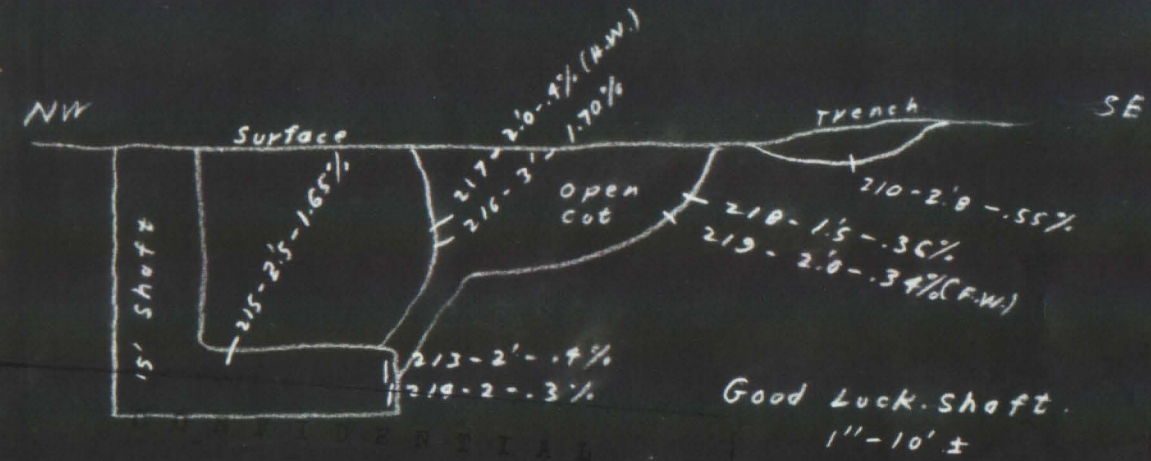 NW
Surface
Trench
SE
217 - 2'.0 - .4% (H.W.)
216 - 3' 1.70%
Open
cut
210 - 2'.8 - .55%
218 - 1'.5 - .36%
219 - 2'.0 - .34% (F.W.)
15' Shaft
215 - 2'.5 - 1.65%
213 - 2' - .4%
214 - 2 - .3%
Good Luck. Shaft.
1" - 10' ±
CONFIDENTIAL